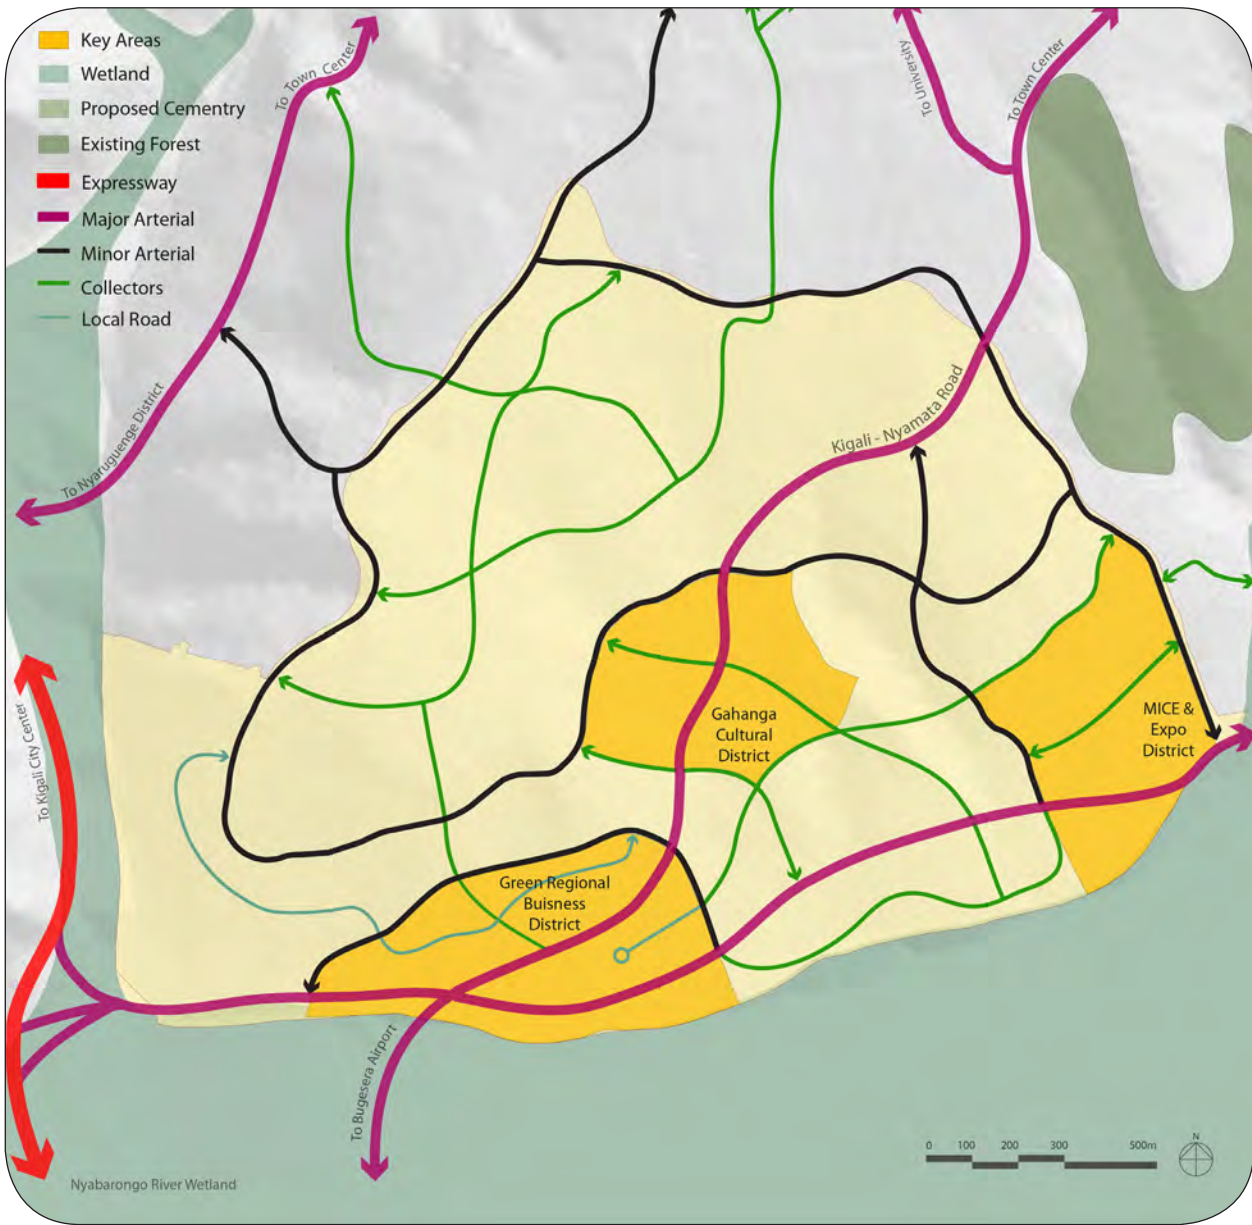 Key Areas
Wetland
Proposed Cementry
Existing Forest
Expressway
Major Arterial
Minor Arterial
Collectors
Local Road
To Town Center
To University
To Town Center
To Nyaruguenge District
Kigali - Nyamata Road
To Kigali City Center
Gahanga
Cultural
District
MICE &
Expo
District
Green Regional
Buisness
District
To Bugesera Airport
Nyabarongo River Wetland
0 100 200 300 500m
N